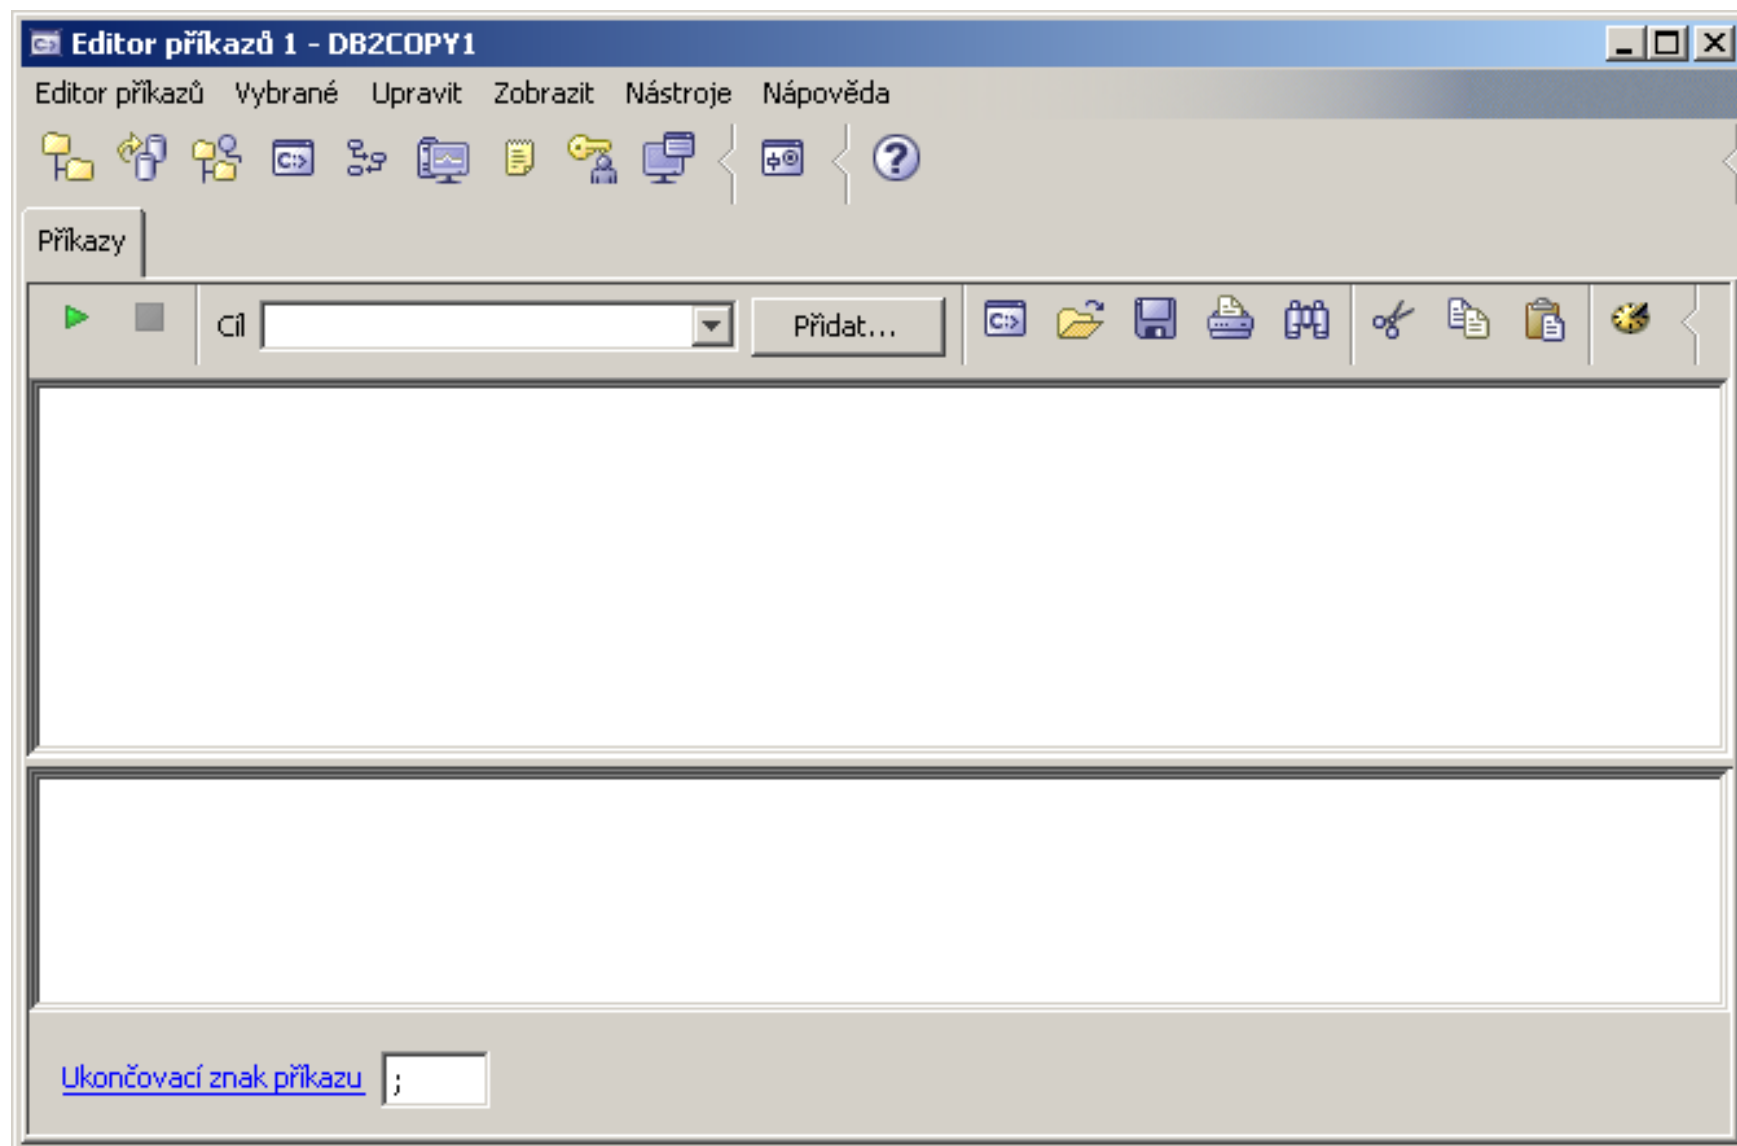 Editor příkazů 1 - DB2COPY1
Editor příkazů Vybrané Upravit Zobrazit Nástroje Nápověda
C:>
?
Příkazy
Cíl Přidat... C:>
Ukončovací znak příkazu ;